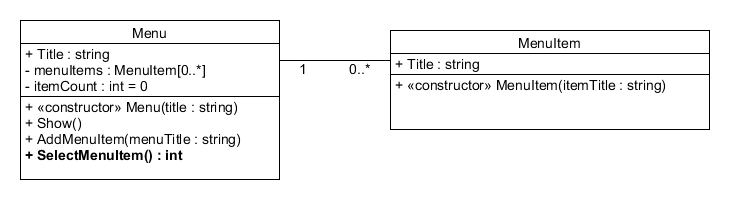 Menu
+ Title : string
- menuItems : MenuItem[0..*]
- itemCount : int = 0
+ «constructor» Menu(title : string)
+ Show()
+ AddMenuItem(menuTitle : string)
+ SelectMenuItem() : int
1
0..*
MenuItem
+ Title : string
+ «constructor» MenuItem(itemTitle : string)